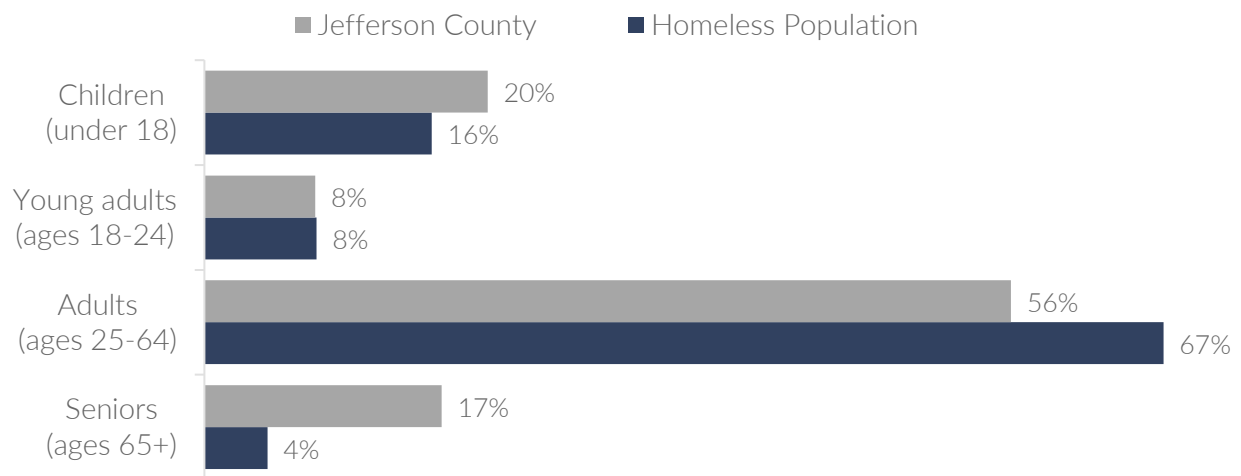 Jefferson County Homeless Population
Children
(under 18)
20%
16%
Young adults
(ages 18-24)
8%
8%
Adults
(ages 25-64)
56%
67%
Seniors
(ages 65+)
17%
4%